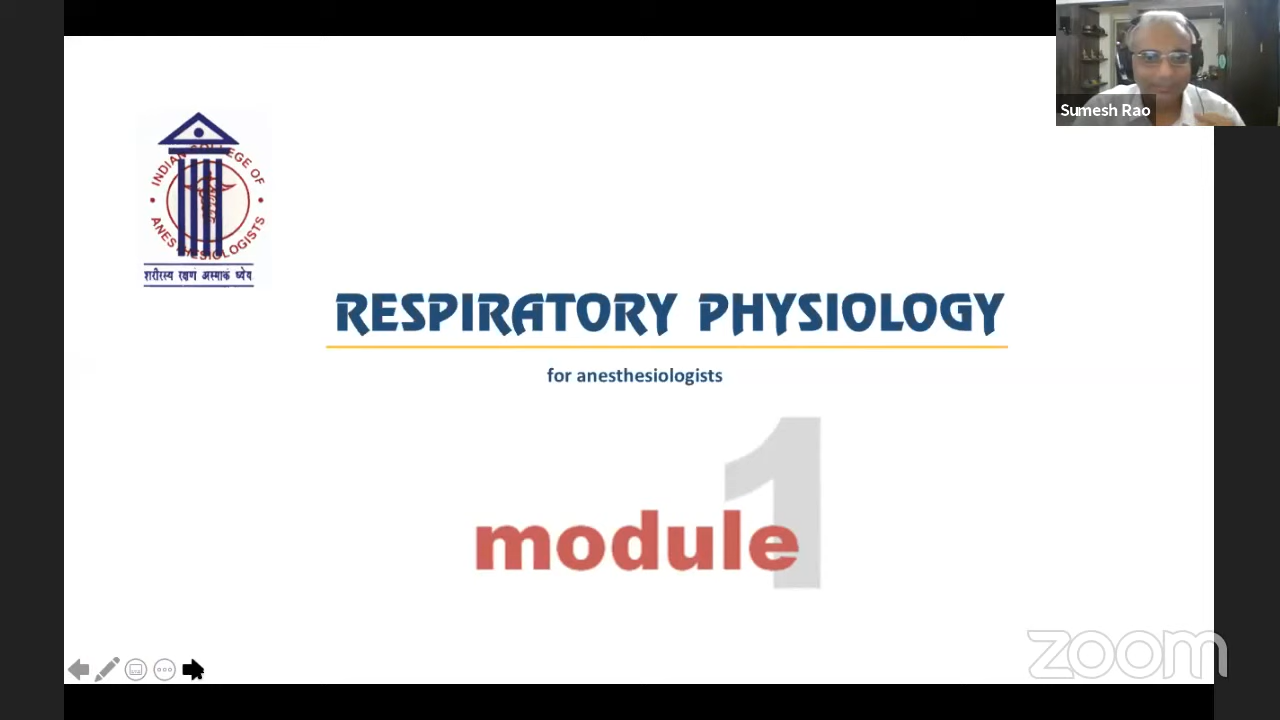 Sumesh Rao
INDIAN COLLEGE OF
ANESTHESIOLOGISTS
शरीरस्य रक्षणं अस्माकं ध्येय
RESPIRATORY PHYSIOLOGY
for anesthesiologists
1
module
zoom